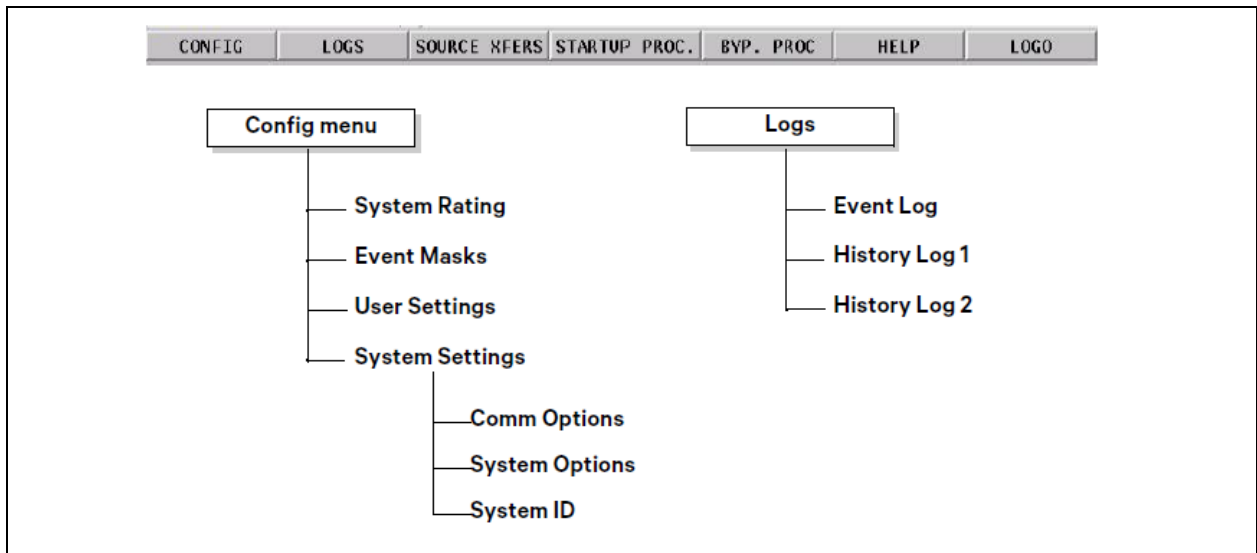 CONFIG LOGS SOURCE XFERS STARTUP PROC. BYP. PROC HELP LOGO
Config menu
System Rating
Event Masks
User Settings
System Settings
Comm Options
System Options
System ID
Logs
Event Log
History Log 1
History Log 2